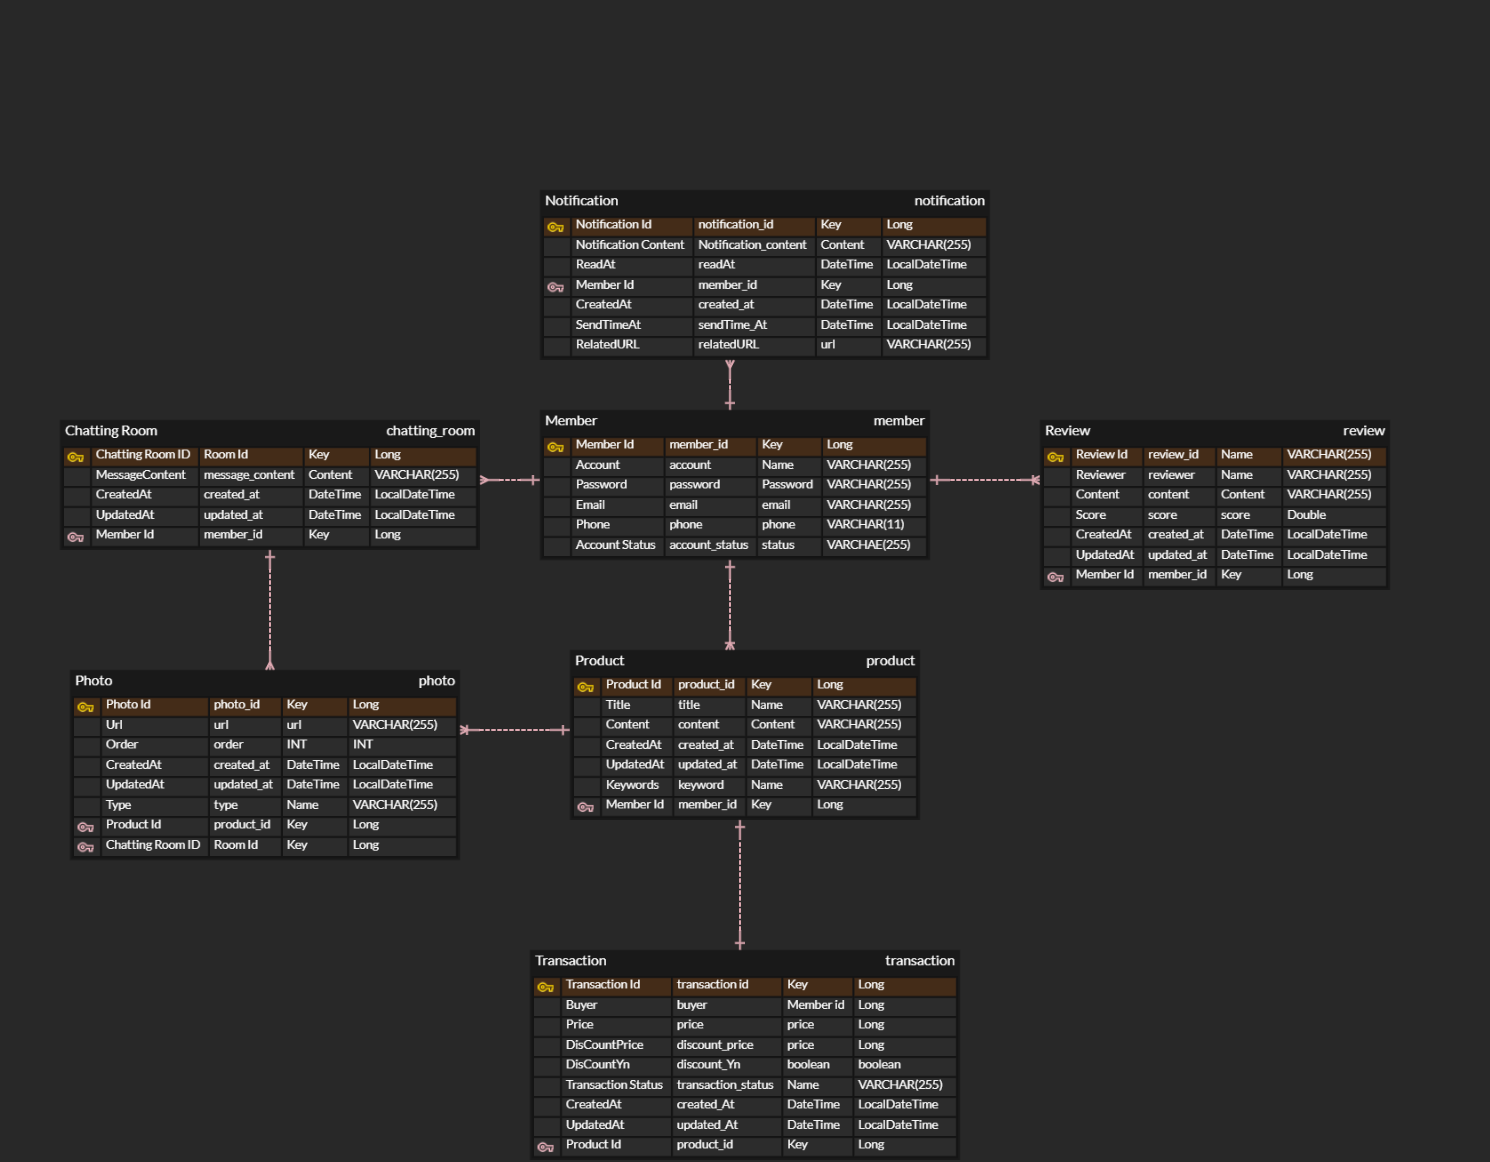 Notification notification
Notification Id notification_id Key Long
Notification Content Notification_content Content VARCHAR(255)
ReadAt readAt DateTime LocalDateTime
Member Id member_id Key Long
CreatedAt created_at DateTime LocalDateTime
SendTimeAt sendTime_At DateTime LocalDateTime
RelatedURL relatedURL url VARCHAR(255)
Chatting Room chatting_room
Chatting Room ID Room Id Key Long
MessageContent message_content Content VARCHAR(255)
CreatedAt created_at DateTime LocalDateTime
UpdatedAt updated_at DateTime LocalDateTime
Member Id member_id Key Long
Member member
Member Id member_id Key Long
Account account Name VARCHAR(255)
Password password Password VARCHAR(255)
Email email email VARCHAR(255)
Phone phone phone VARCHAR(11)
Account Status account_status status VARCHAE(255)
Review review
Review Id review_id Name VARCHAR(255)
Reviewer reviewer Name VARCHAR(255)
Content content Content VARCHAR(255)
Score score score Double
CreatedAt created_at DateTime LocalDateTime
UpdatedAt updated_at DateTime LocalDateTime
Member Id member_id Key Long
Photo photo
Photo Id photo_id Key Long
Url url url VARCHAR(255)
Order order INT INT
CreatedAt created_at DateTime LocalDateTime
UpdatedAt updated_at DateTime LocalDateTime
Type type Name VARCHAR(255)
Product Id product_id Key Long
Chatting Room ID Room Id Key Long
Product product
Product Id product_id Key Long
Title title Name VARCHAR(255)
Content content Content VARCHAR(255)
CreatedAt created_at DateTime LocalDateTime
UpdatedAt updated_at DateTime LocalDateTime
Keywords keyword Name VARCHAR(255)
Member Id member_id Key Long
Transaction transaction
Transaction Id transaction id Key Long
Buyer buyer Member id Long
Price price price Long
DisCountPrice discount_price price Long
DisCountYn discount_Yn boolean boolean
Transaction Status transaction_status Name VARCHAR(255)
CreatedAt created_At DateTime LocalDateTime
UpdatedAt updated_At DateTime LocalDateTime
Product Id product_id Key Long